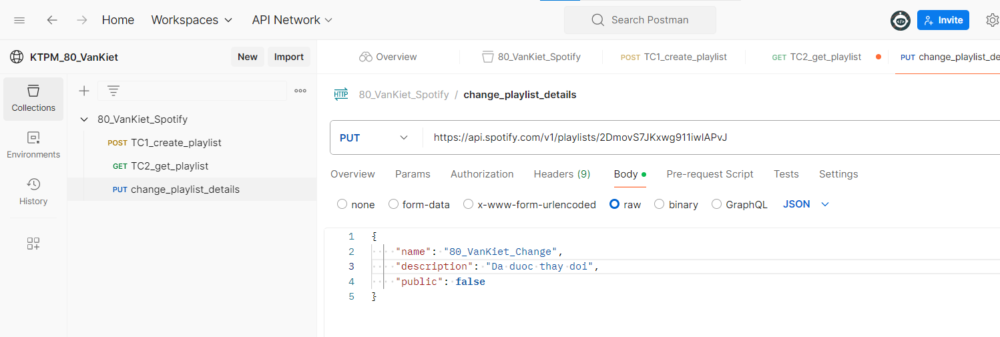 Home Workspaces API Network Search Postman Invite
KTPM_80_VanKiet New Import Overview 80_VanKiet_Spotify POST TC1_create_playlist GET TC2_get_playlist PUT change_playlist_de
Collections
Environments
History
80_VanKiet_Spotify
POST TC1_create_playlist
GET TC2_get_playlist
PUT change_playlist_details
HTTP 80_VanKiet_Spotify / change_playlist_details
PUT https://api.spotify.com/v1/playlists/2DmovS7JKxwg911iwIAPvJ
Overview Params Authorization Headers (9) Body Pre-request Script Tests Settings
none form-data x-www-form-urlencoded raw binary GraphQL JSON
1 {
2 "name": "80_VanKiet_Change",
3 "description": "Da duoc thay doi",
4 "public": false
5 }